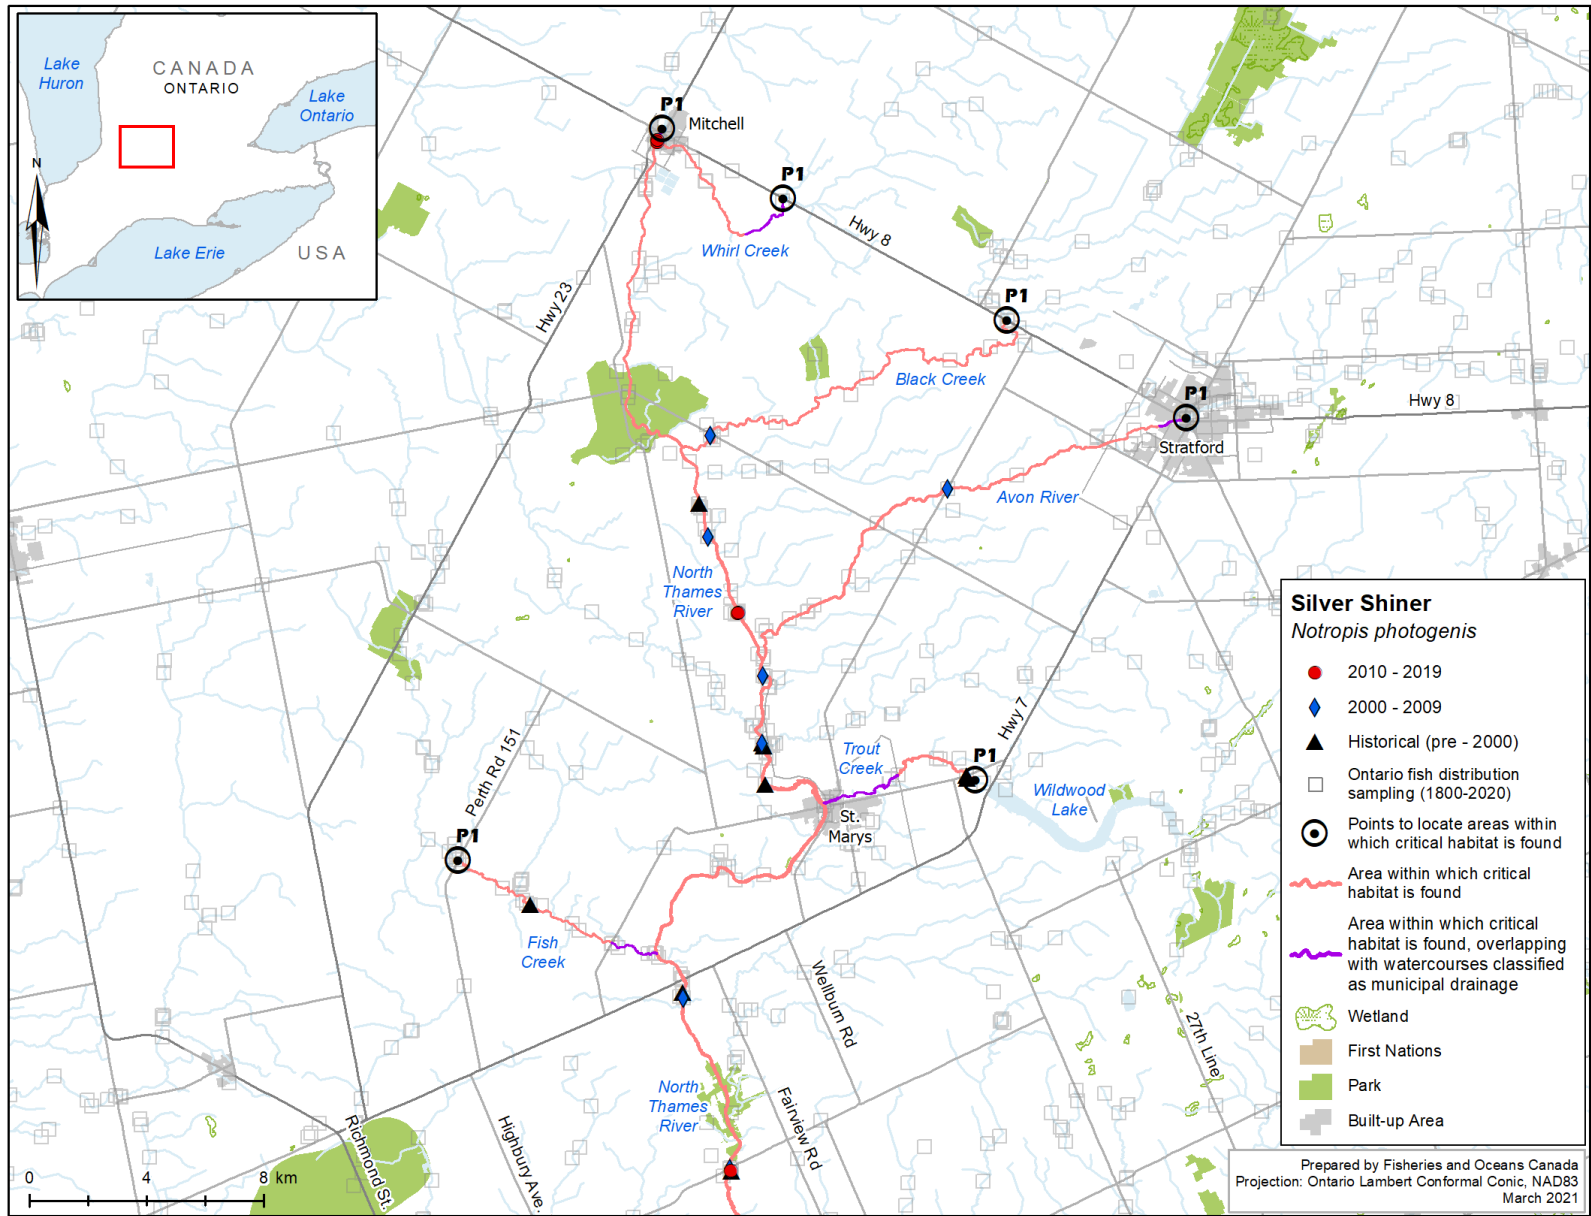 Lake
Huron
CANADA
ONTARIO
Lake
Ontario
N
Lake Erie
USA
P1
Mitchell
P1
Whirl Creek
Hwy 8
Hwy 23
P1
Black Creek
P1
Hwy 8
Stratford
Avon River
North
Thames
River
Hwy 7
Perth Rd 151
Trout
Creek
P1
Wildwood
Lake
St.
Marys
P1
Fish
Creek
Wellburn Rd
27th Line
North
Thames
River
Fairview Rd
Highbury Ave.
Richmond St.
0 4 8 km
Silver Shiner
Notropis photogenis
2010 - 2019
2000 - 2009
Historical (pre - 2000)
Ontario fish distribution
sampling (1800-2020)
Points to locate areas within
which critical habitat is found
Area within which critical
habitat is found
Area within which critical
habitat is found, overlapping
with watercourses classified
as municipal drainage
Wetland
First Nations
Park
Built-up Area
Prepared by Fisheries and Oceans Canada
Projection: Ontario Lambert Conformal Conic, NAD83
March 2021